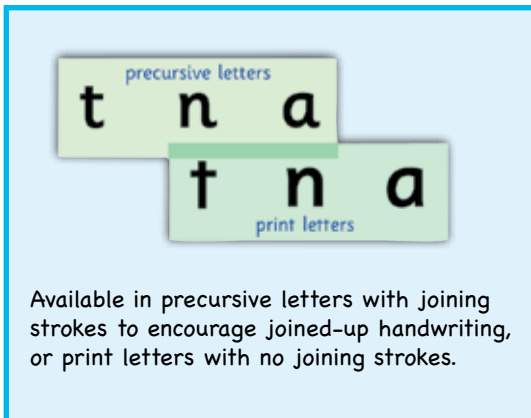 precursive letters
t n a
t n a
print letters
Available in precursive letters with joining
strokes to encourage joined-up handwriting,
or print letters with no joining strokes.